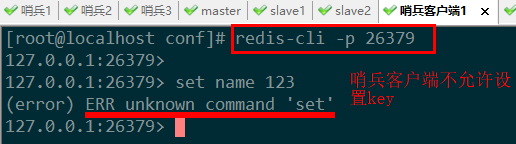 哨兵1 哨兵2 哨兵3 master slave1 slave2 哨兵客户端1
[root@localhost conf]# redis-cli -p 26379
127.0.0.1:26379>
127.0.0.1:26379> set name 123
(error) ERR unknown command 'set'
127.0.0.1:26379>
哨兵客户端不允许设
置key